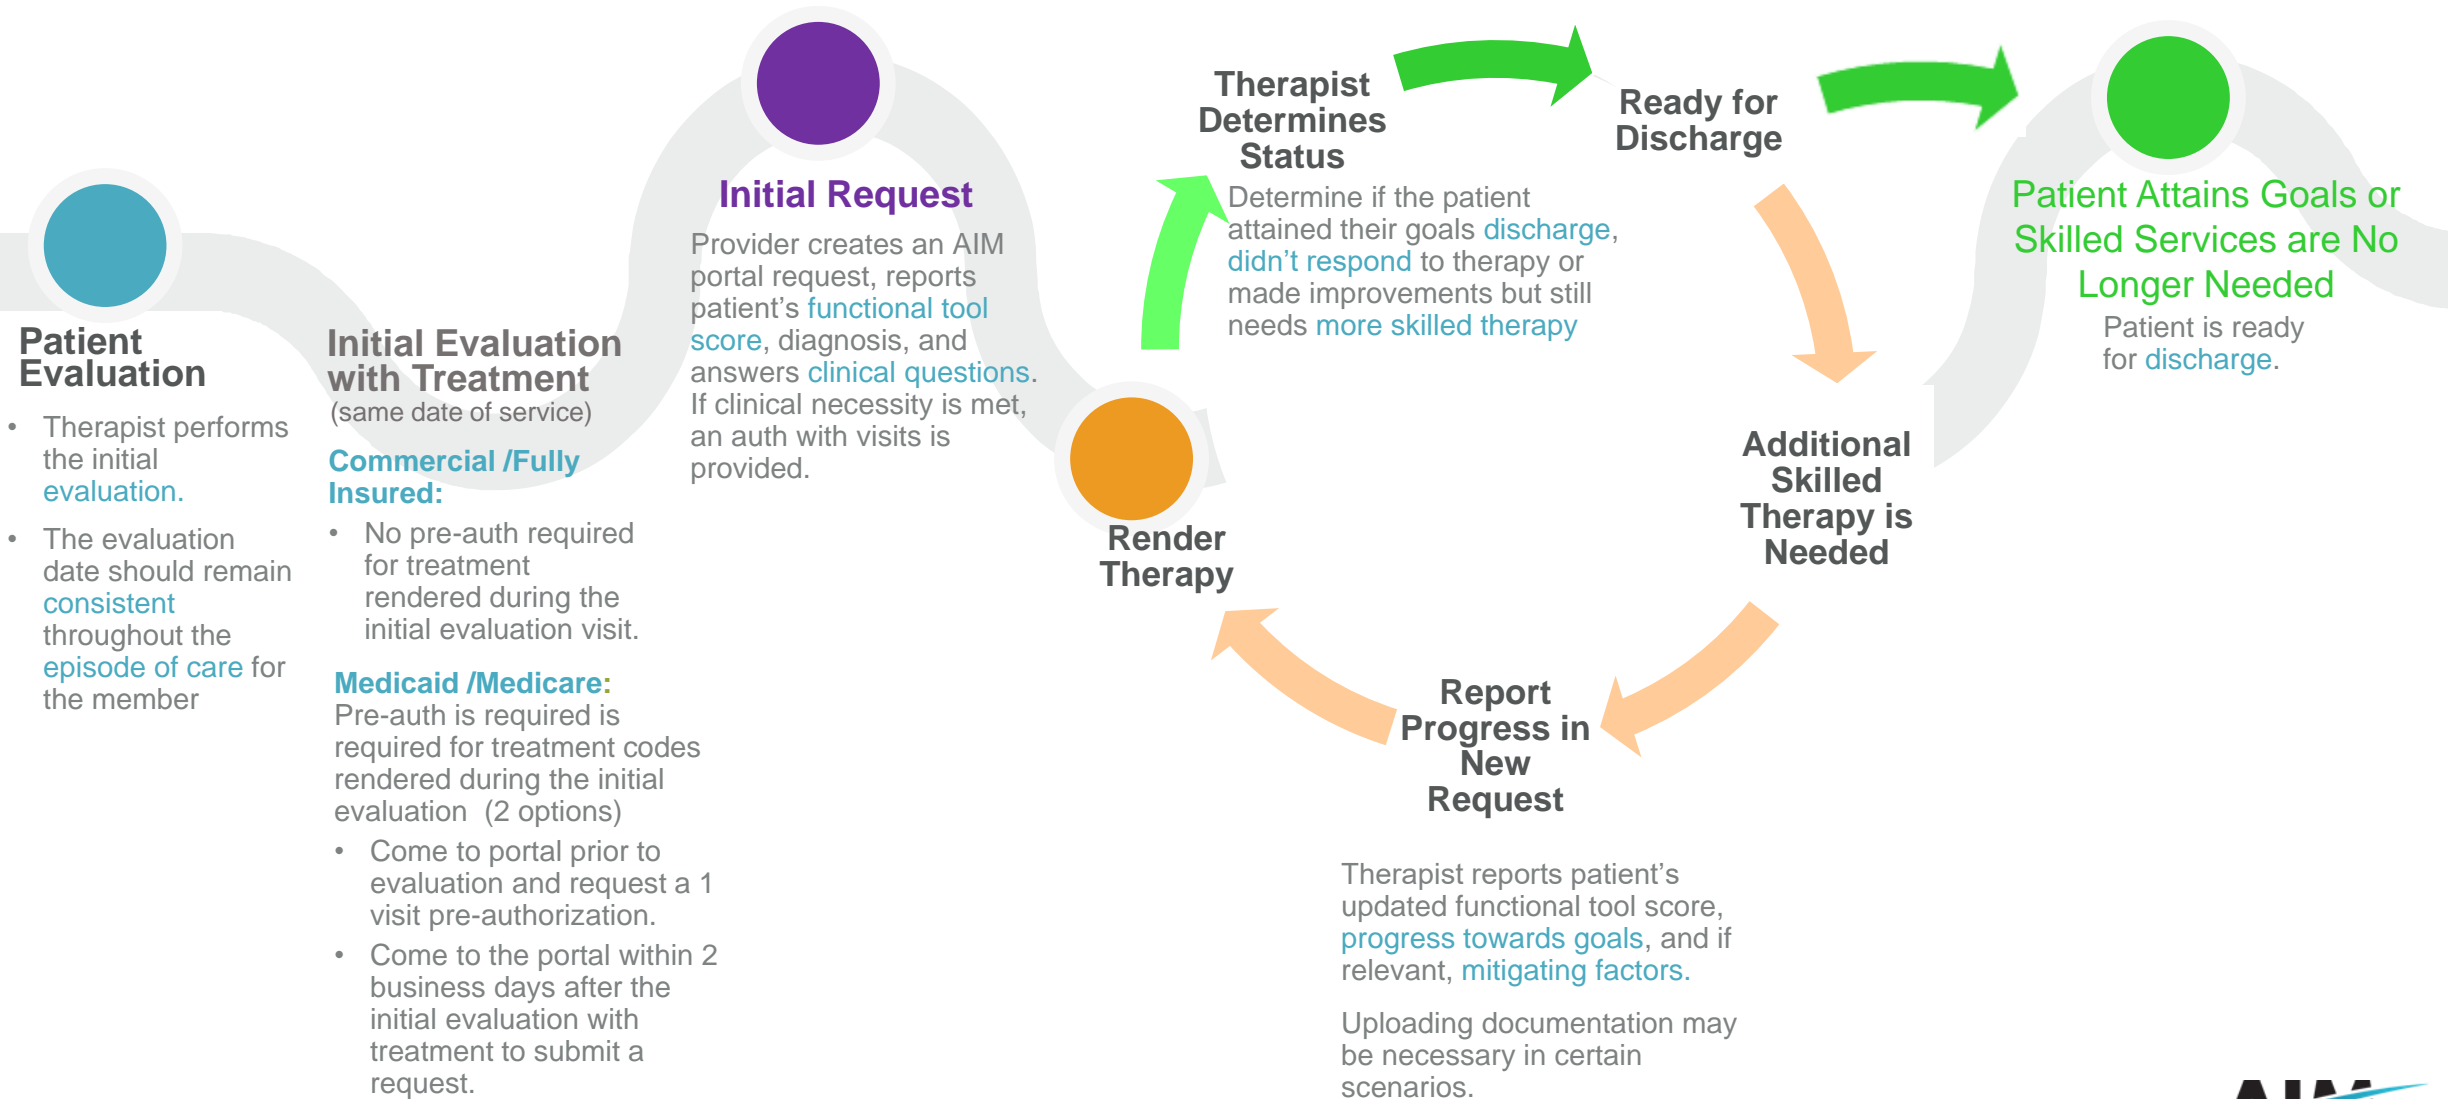 Patient
Evaluation
• Therapist performs
the initial
evaluation.
• The evaluation
date should remain
consistent
throughout the
episode of care for
the member
Initial Evaluation
with Treatment
(same date of service)
Commercial /Fully
Insured:
• No pre-auth required
for treatment
rendered during the
initial evaluation visit.
Medicaid /Medicare:
Pre-auth is required is
required for treatment codes
rendered during the initial
evaluation (2 options)
• Come to portal prior to
evaluation and request a 1
visit pre-authorization.
• Come to the portal within 2
business days after the
initial evaluation with
treatment to submit a
request.
Initial Request
Provider creates an AIM
portal request, reports
patient’s functional tool
score, diagnosis, and
answers clinical questions.
If clinical necessity is met,
an auth with visits is
provided.
Render
Therapy
Therapist
Determines
Status
Determine if the patient
attained their goals discharge,
didn’t respond to therapy or
made improvements but still
needs more skilled therapy
Ready for
Discharge
Additional
Skilled
Therapy is
Needed
Report
Progress in
New
Request
Therapist reports patient’s
updated functional tool score,
progress towards goals, and if
relevant, mitigating factors.
Uploading documentation may
be necessary in certain
scenarios.
Patient Attains Goals or
Skilled Services are No
Longer Needed
Patient is ready
for discharge.
AIM